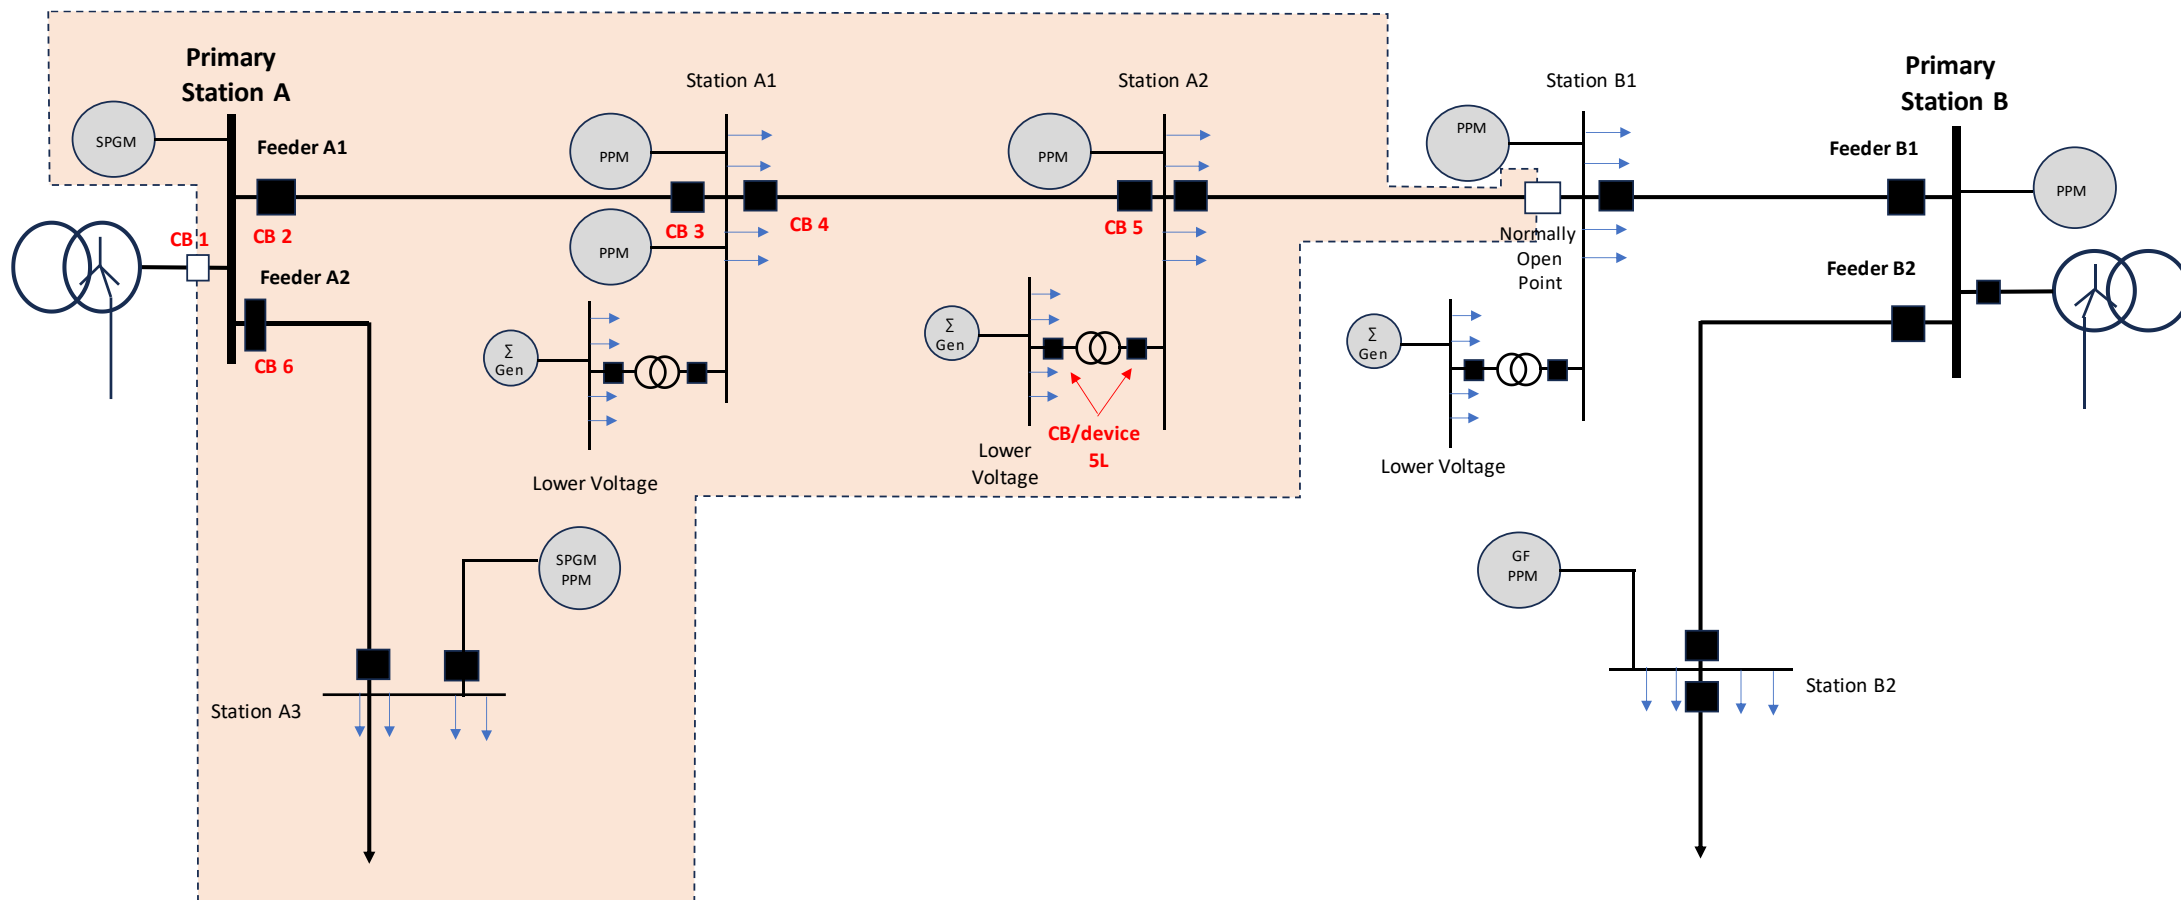 Primary
Station A
SPGM
Feeder A1
CB 1
CB 2
Feeder A2
CB 6
Station A1
PPM
PPM
CB 3
CB 4
Σ
Gen
Lower Voltage
SPGM
PPM
Station A3
Station A2
PPM
CB 5
Σ
Gen
Lower
Voltage
CB/device
5L
Station B1
PPM
Normally
Open
Point
Σ
Gen
Lower Voltage
Primary
Station B
Feeder B1
PPM
Feeder B2
GF
PPM
Station B2